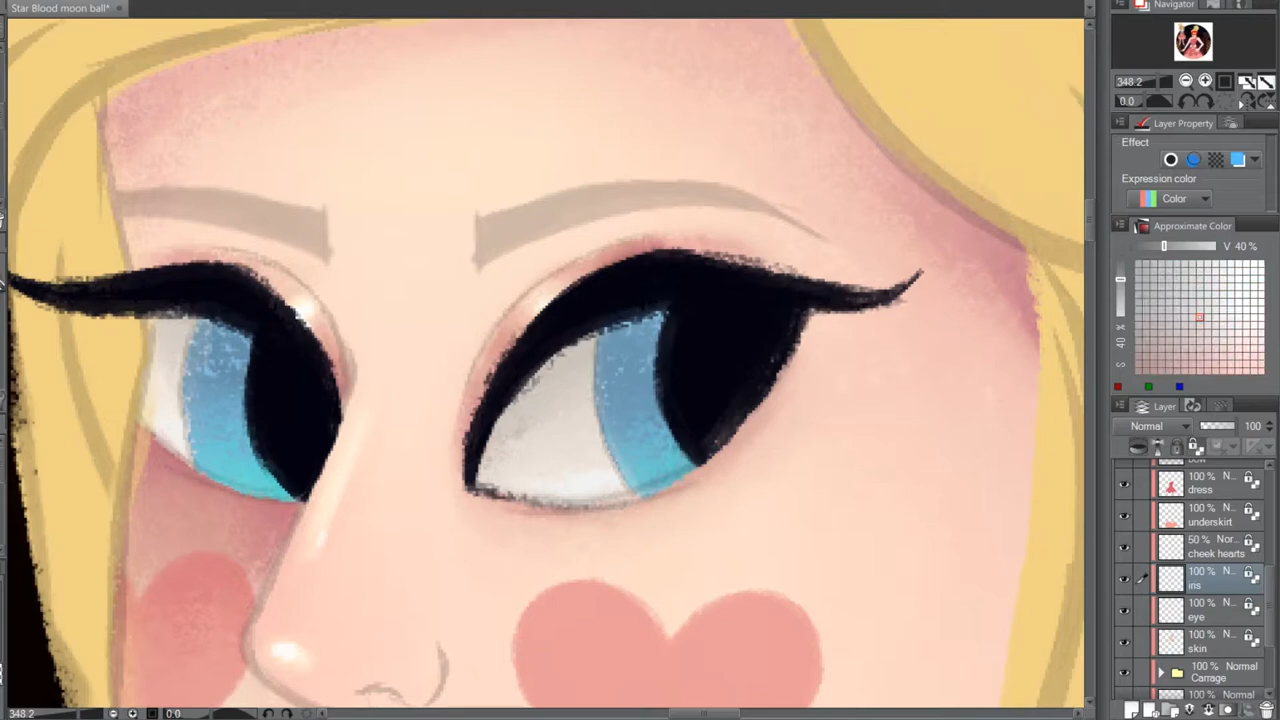 Star Blood moon ball*
Navigator
348.2
0.0
Layer Property
Effect
Expression color
Color
Approximate Color
V 40 %
40
S
Layer
Normal
100
100 % N...
dress
100 % N...
underskirt
50 % Nor...
cheek hearts
100 % N...
iris
100 % N...
eye
100 % N...
skin
100 % Normal
Carrage
100 % Normal
348.2
0.0